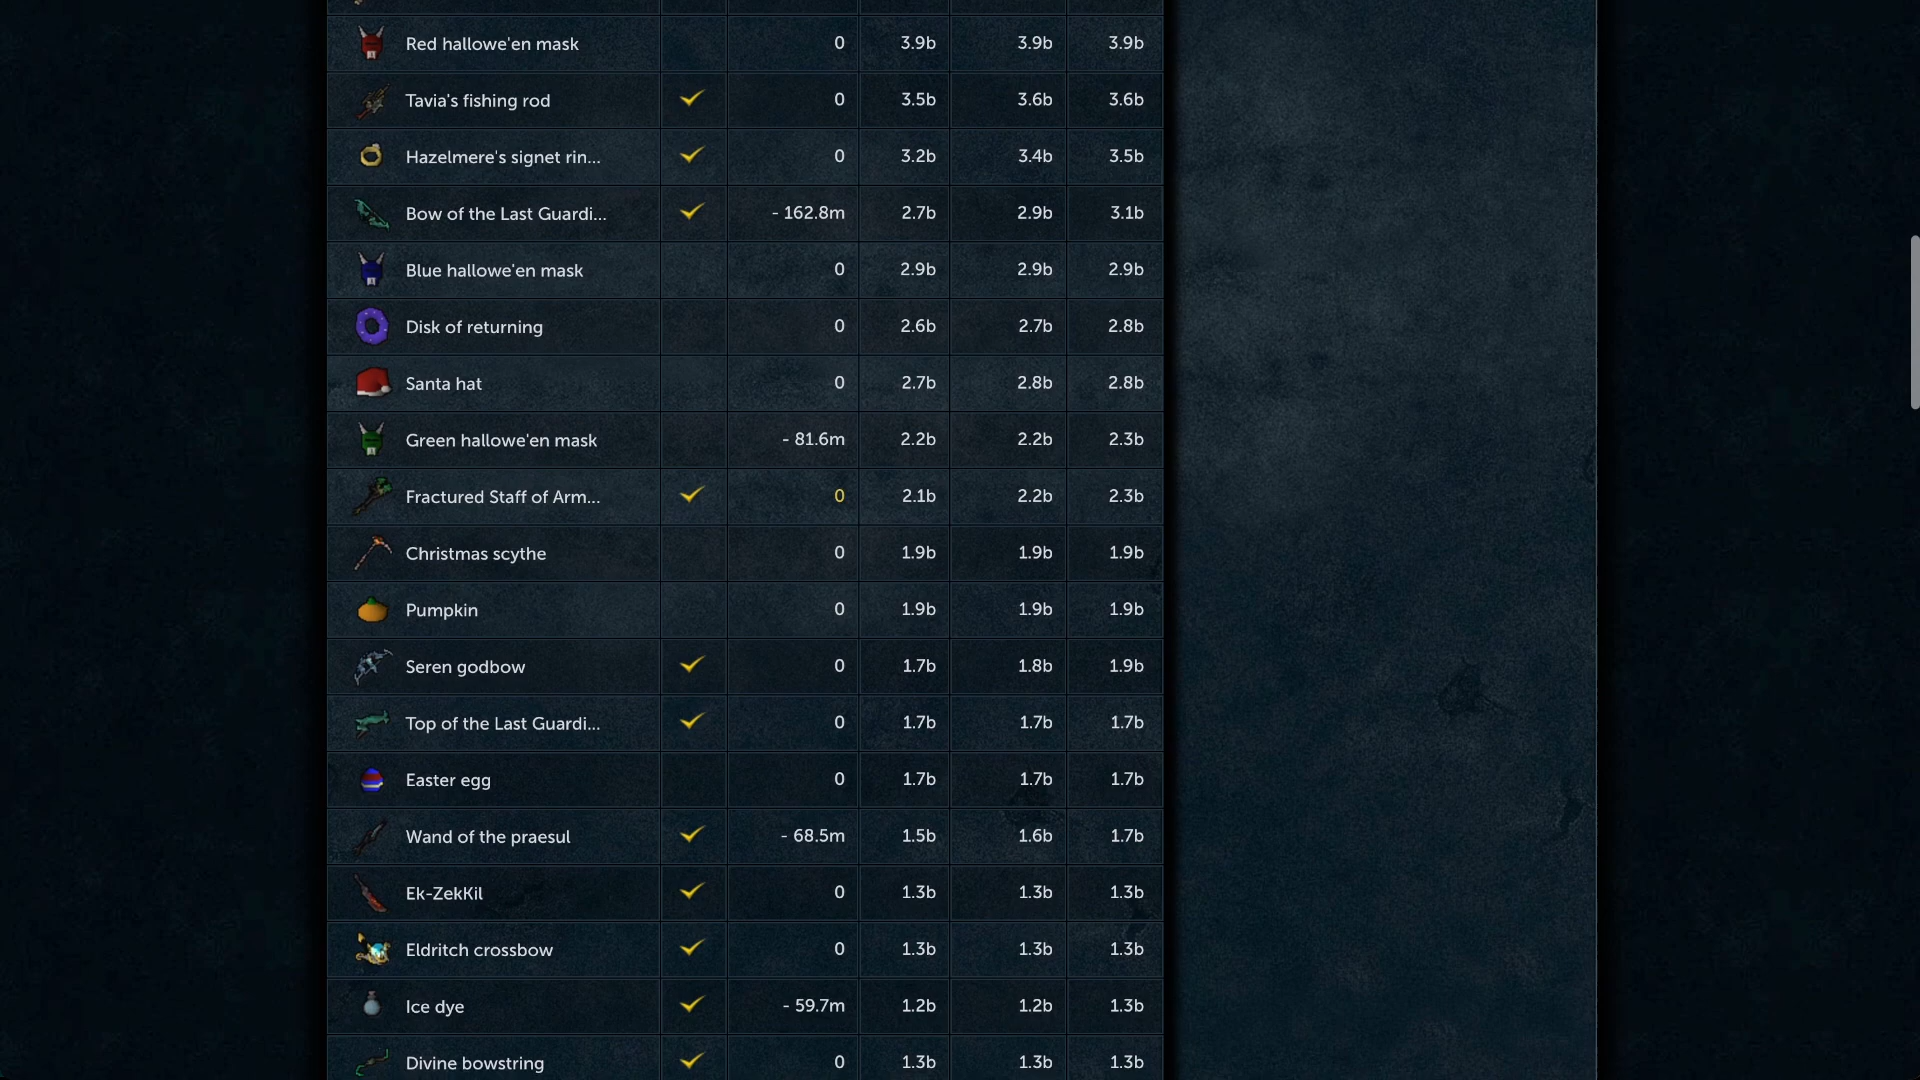 Red hallowe'en mask 0 3.9b 3.9b 3.9b
Tavia's fishing rod 0 3.5b 3.6b 3.6b
Hazelmere's signet rin... 0 3.2b 3.4b 3.5b
Bow of the Last Guardi... - 162.8m 2.7b 2.9b 3.1b
Blue hallowe'en mask 0 2.9b 2.9b 2.9b
Disk of returning 0 2.6b 2.7b 2.8b
Santa hat 0 2.7b 2.8b 2.8b
Green hallowe'en mask - 81.6m 2.2b 2.2b 2.3b
Fractured Staff of Arm... 0 2.1b 2.2b 2.3b
Christmas scythe 0 1.9b 1.9b 1.9b
Pumpkin 0 1.9b 1.9b 1.9b
Seren godbow 0 1.7b 1.8b 1.9b
Top of the Last Guardi... 0 1.7b 1.7b 1.7b
Easter egg 0 1.7b 1.7b 1.7b
Wand of the praesul - 68.5m 1.5b 1.6b 1.7b
Ek-ZekKil 0 1.3b 1.3b 1.3b
Eldritch crossbow 0 1.3b 1.3b 1.3b
Ice dye - 59.7m 1.2b 1.2b 1.3b
Divine bowstring 0 1.3b 1.3b 1.3b